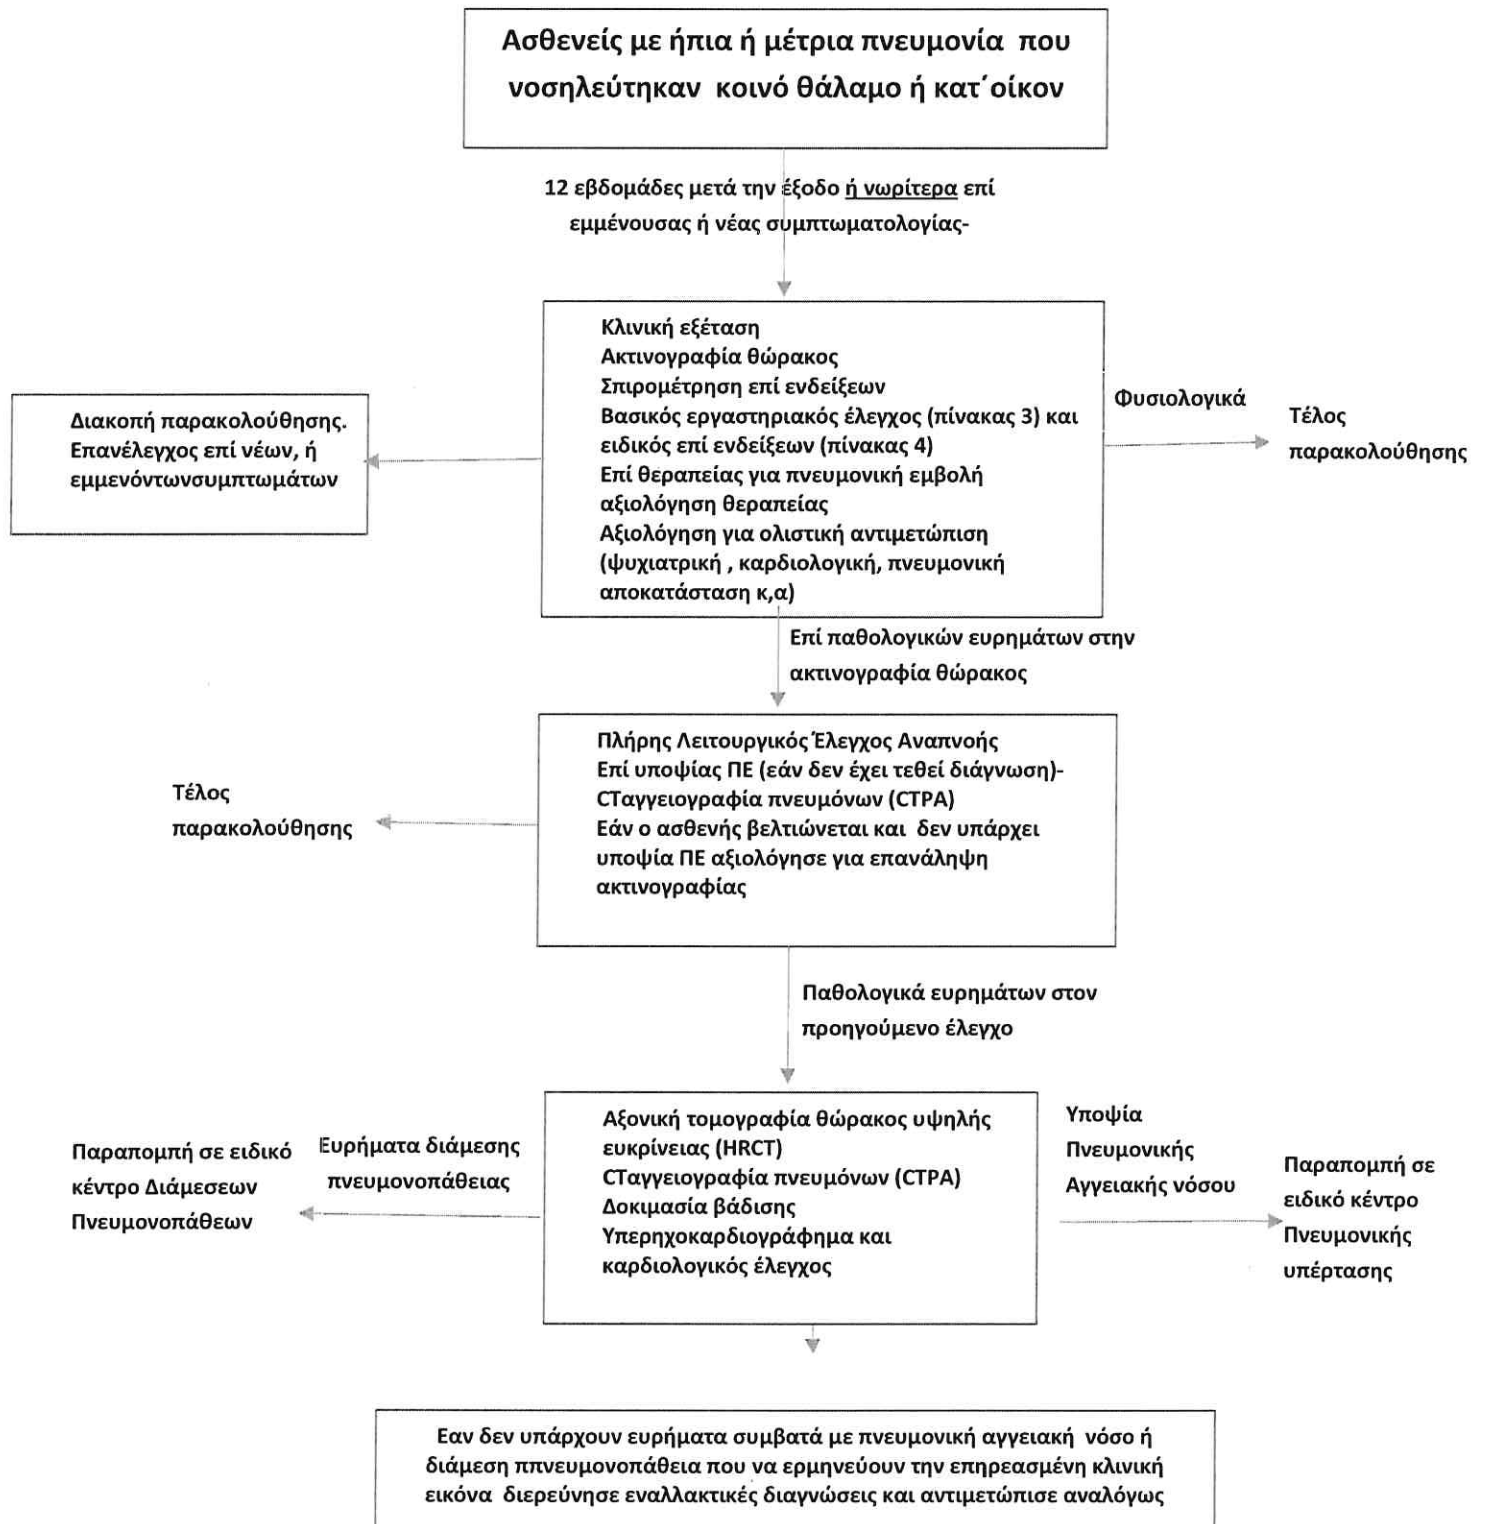 Ασθενείς με ήπια ή μέτρια πνευμονία που
νοσηλεύτηκαν κοινό θάλαμο ή κατ΄οίκον
12 εβδομάδες μετά την έξοδο ή νωρίτερα επί
εμμένουσας ή νέας συμπτωματολογίας-
Κλινική εξέταση
Ακτινογραφία θώρακος
Σπιρομέτρηση επί ενδείξεων
Βασικός εργαστηριακός έλεγχος (πίνακας 3) και
ειδικός επί ενδείξεων (πίνακας 4)
Επί θεραπείας για πνευμονική εμβολή
αξιολόγηση θεραπείας
Αξιολόγηση για ολιστική αντιμετώπιση
(ψυχιατρική , καρδιολογική, πνευμονική
αποκατάσταση κ,α)
Διακοπή παρακολούθησης.
Επανέλεγχος επί νέων, ή
εμμενόντωνσυμπτωμάτων
Φυσιολογικά
Τέλος
παρακολούθησης
Επί παθολογικών ευρημάτων στην
ακτινογραφία θώρακος
Πλήρης Λειτουργικός Έλεγχος Αναπνοής
Επί υποψίας ΠΕ (εάν δεν έχει τεθεί διάγνωση)-
CTαγγειογραφία πνευμόνων (CTPA)
Εάν ο ασθενής βελτιώνεται και δεν υπάρχει
υποψία ΠΕ αξιολόγησε για επανάληψη
ακτινογραφίας
Τέλος
παρακολούθησης
Παθολογικά ευρημάτων στον
προηγούμενο έλεγχο
Αξονική τομογραφία θώρακος υψηλής
ευκρίνειας (HRCT)
CTαγγειογραφία πνευμόνων (CTPA)
Δοκιμασία βάδισης
Υπερηχοκαρδιογράφημα και
καρδιολογικός έλεγχος
Ευρήματα διάμεσης
πνευμονοπάθειας
Παραπομπή σε ειδικό
κέντρο Διάμεσεων
Πνευμονοπάθεων
Υποψία
Πνευμονικής
Αγγειακής νόσου
Παραπομπή σε
ειδικό κέντρο
Πνευμονικής
υπέρτασης
Εαν δεν υπάρχουν ευρήματα συμβατά με πνευμονική αγγειακή νόσο ή
διάμεση ππνευμονοπάθεια που να ερμηνεύουν την επηρεασμένη κλινική
εικόνα διερεύνησε εναλλακτικές διαγνώσεις και αντιμετώπισε αναλόγως